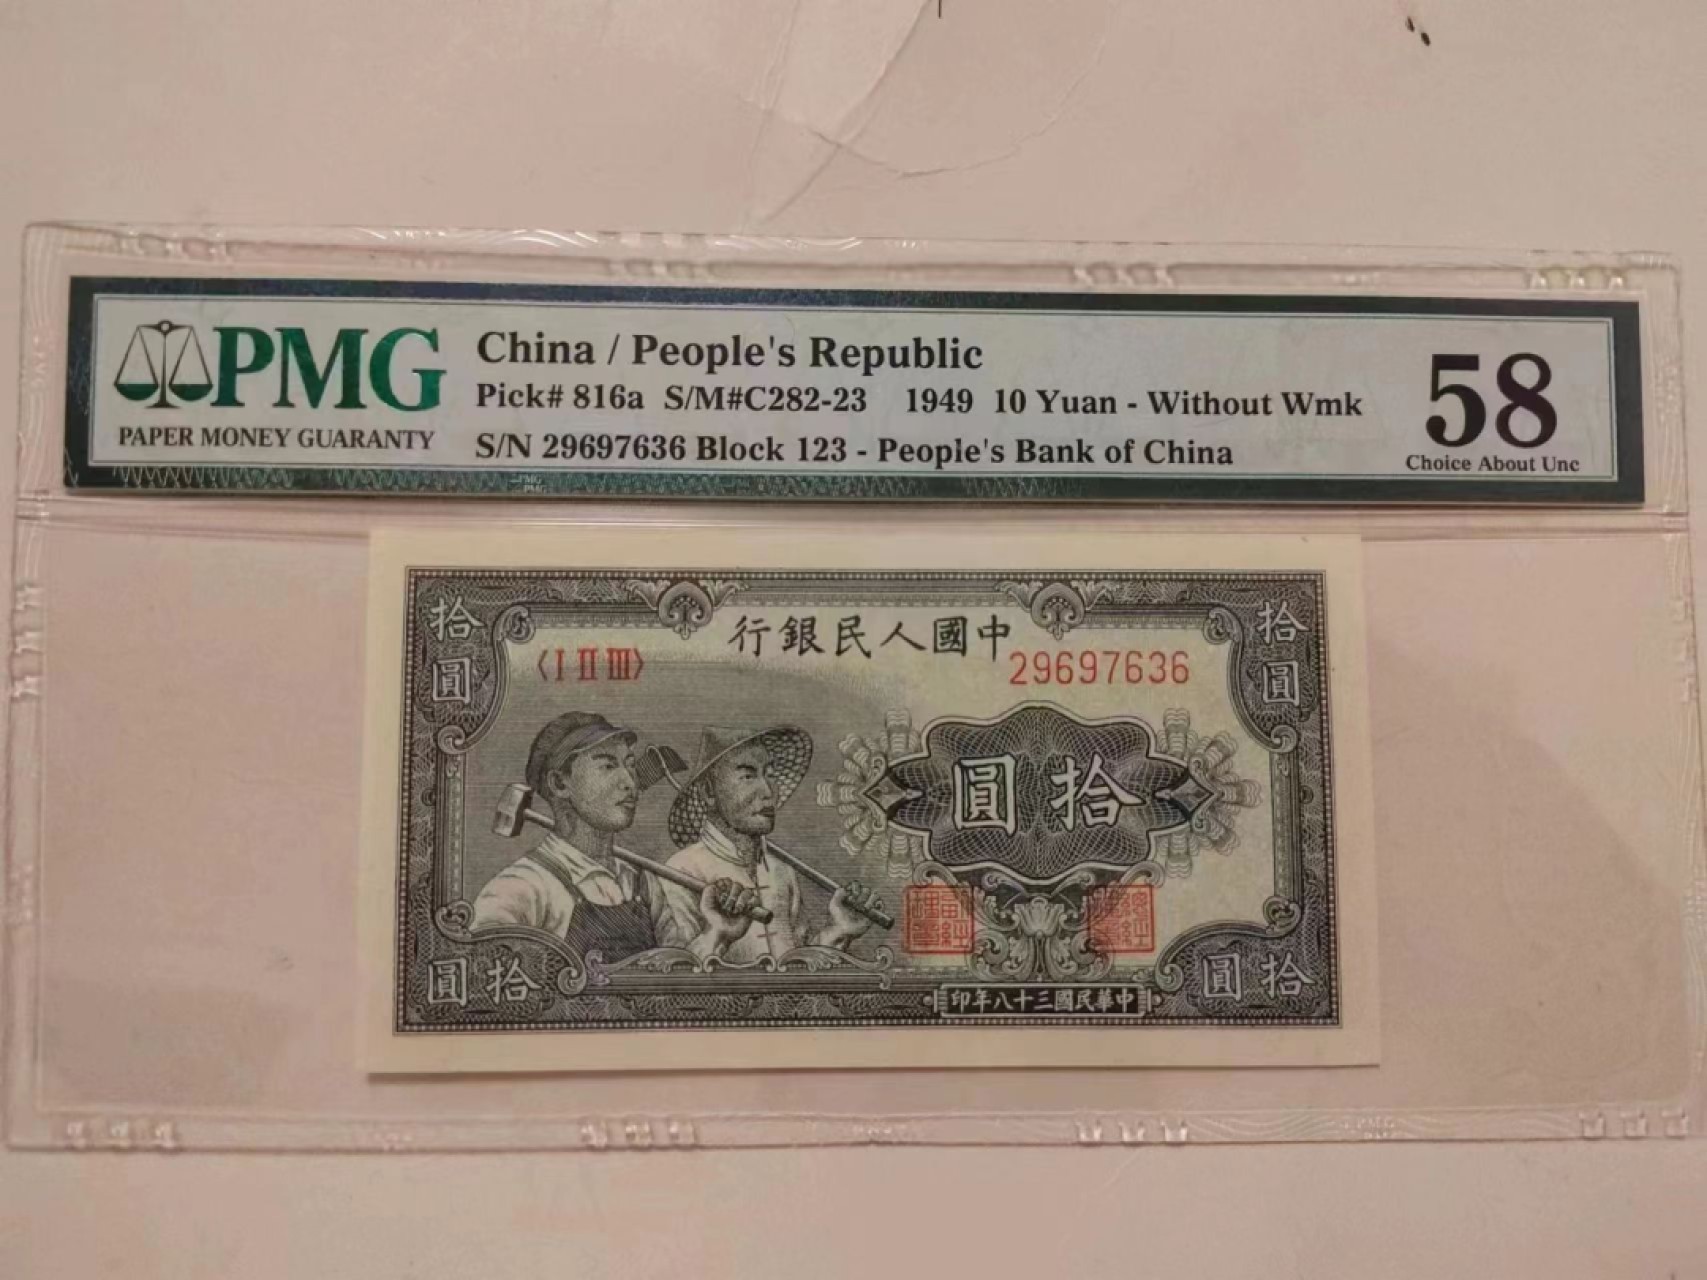 PMG
PAPER MONEY GUARANTY
China / People's Republic
Pick# 816a S/M#C282-23 1949 10 Yuan - Without Wmk
S/N 29697636 Block 123 - People's Bank of China
58
Choice About Unc
行銀民人國中
〈I II III〉
29697636
拾圓
拾圓
圓拾
圓拾
圓拾
印年八十三國民華中